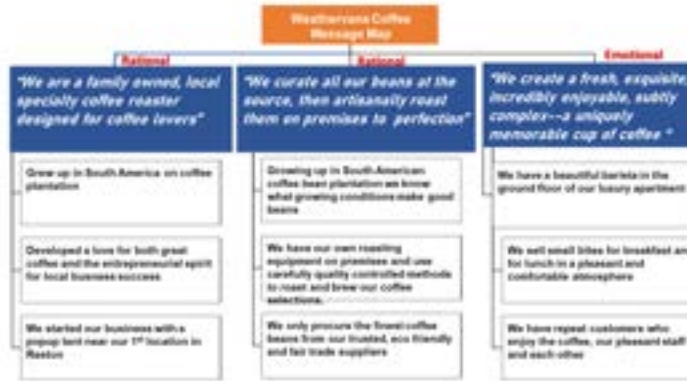 Weathervane Coffee
Message Map
Rational
Rational
Emotional
"We are a family owned, local
specialty coffee roaster
designed for coffee lovers"
"We curate all our beans at the
source, then artisanally roast
them on premises to perfection"
"We create a fresh, exquisite,
incredibly enjoyable, subtly
complex--a uniquely
memorable cup of coffee "
Grew up in South America on coffee
plantation
Growing up in South American
coffee bean plantation we know
what growing conditions make good
beans
We have a beautiful barista in the
ground floor of our luxury apartment
Developed a love for both great
coffee and the entrepreneurial spirit
for local business success
We have our own roasting
equipment on premises and use
carefully quality controlled methods
to roast and brew our coffee
selections.
We sell small bites for breakfast an
for lunch in a pleasant and
comfortable atmosphere
We started our business with a
popup tent near our 1st location in
Reston
We only procure the finest coffee
beans from our trusted, eco friendly
and fair trade suppliers
We have repeat customers who
enjoy the coffee, our pleasant staff
and each other